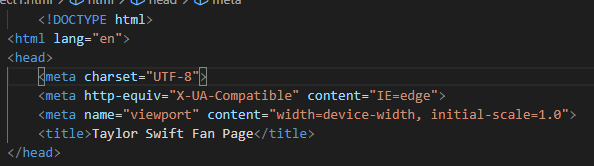 ect1.html > html > head > meta
<!DOCTYPE html>
<html lang="en">
<head>
<meta charset="UTF-8">
<meta http-equiv="X-UA-Compatible" content="IE=edge">
<meta name="viewport" content="width=device-width, initial-scale=1.0">
<title>Taylor Swift Fan Page</title>
</head>